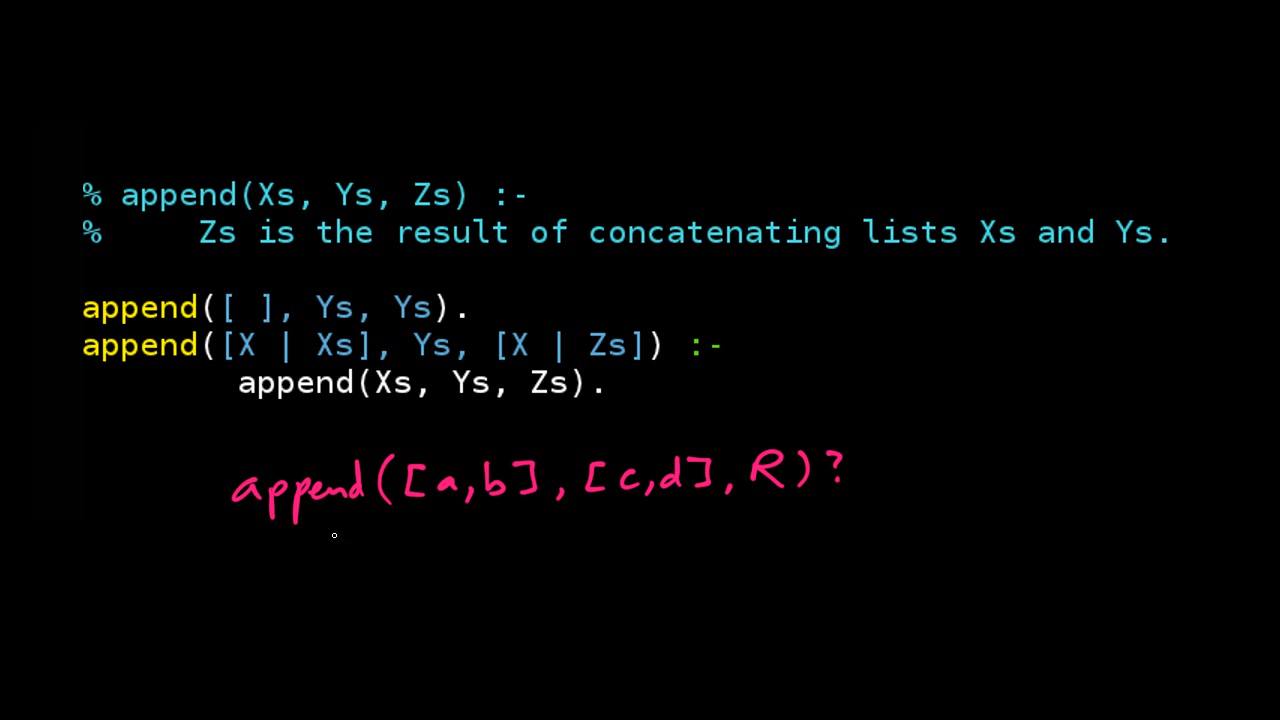 % append(Xs, Ys, Zs) :-
%     Zs is the result of concatenating lists Xs and Ys.
append([ ], Ys, Ys).
append([X | Xs], Ys, [X | Zs]) :-
        append(Xs, Ys, Zs).
append([a,b], [c,d], R)?